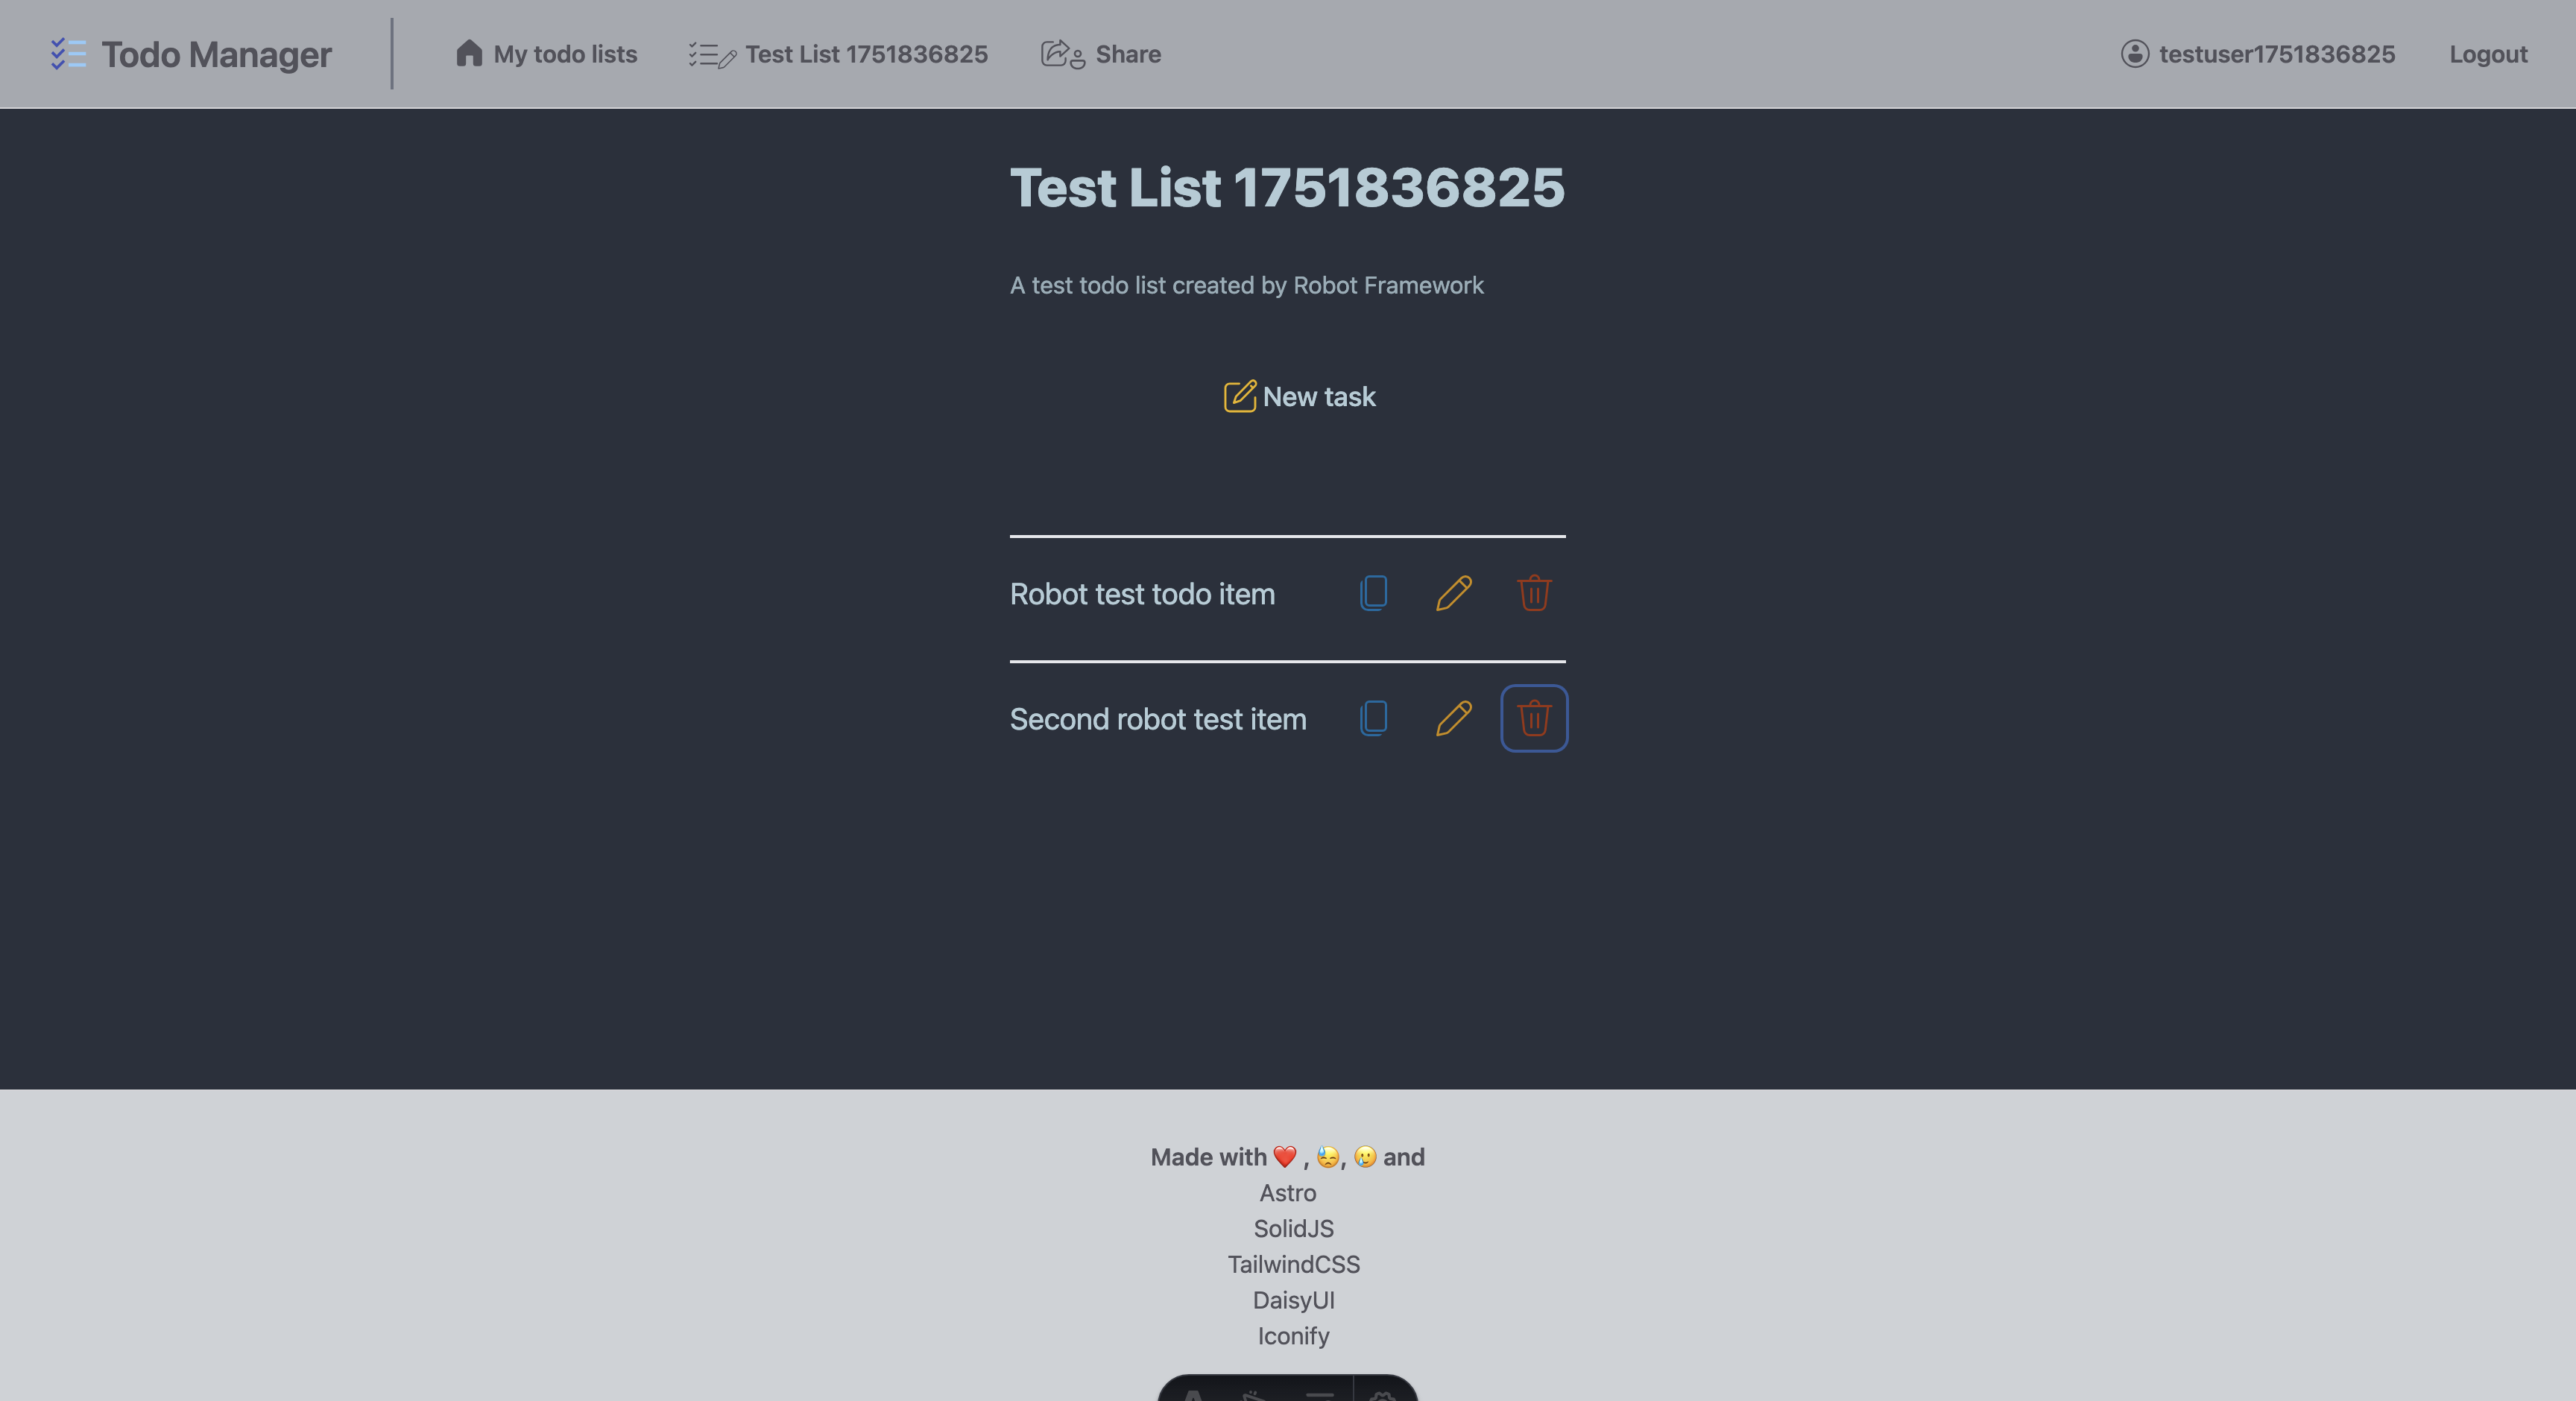 Todo Manager
My todo lists
Test List 1751836825
Share
testuser1751836825
Logout
Test List 1751836825
A test todo list created by Robot Framework
New task
Robot test todo item
Second robot test item
Made with ❤️ , 😓, 🥲 and
Astro
SolidJS
TailwindCSS
DaisyUI
Iconify